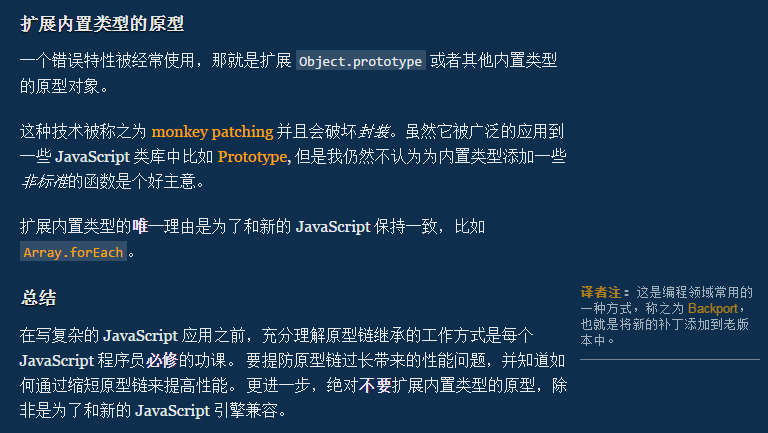 扩展内置类型的原型
一个错误特性被经常使用，那就是扩展 Object.prototype 或者其他内置类型
的原型对象。
这种技术被称之为 monkey patching 并且会破坏封装。虽然它被广泛的应用到
一些 JavaScript 类库中比如 Prototype, 但是我仍然不认为为内置类型添加一些
非标准的函数是个好主意。
扩展内置类型的唯一理由是为了和新的 JavaScript 保持一致，比如
Array.forEach。
总结
在写复杂的 JavaScript 应用之前，充分理解原型链继承的工作方式是每个
JavaScript 程序员必修的功课。 要提防原型链过长带来的性能问题，并知道如
何通过缩短原型链来提高性能。 更进一步，绝对不要扩展内置类型的原型，除
非是为了和新的 JavaScript 引擎兼容。
译者注：这是编程领域常用的
一种方式，称之为 Backport，
也就是将新的补丁添加到老版
本中。